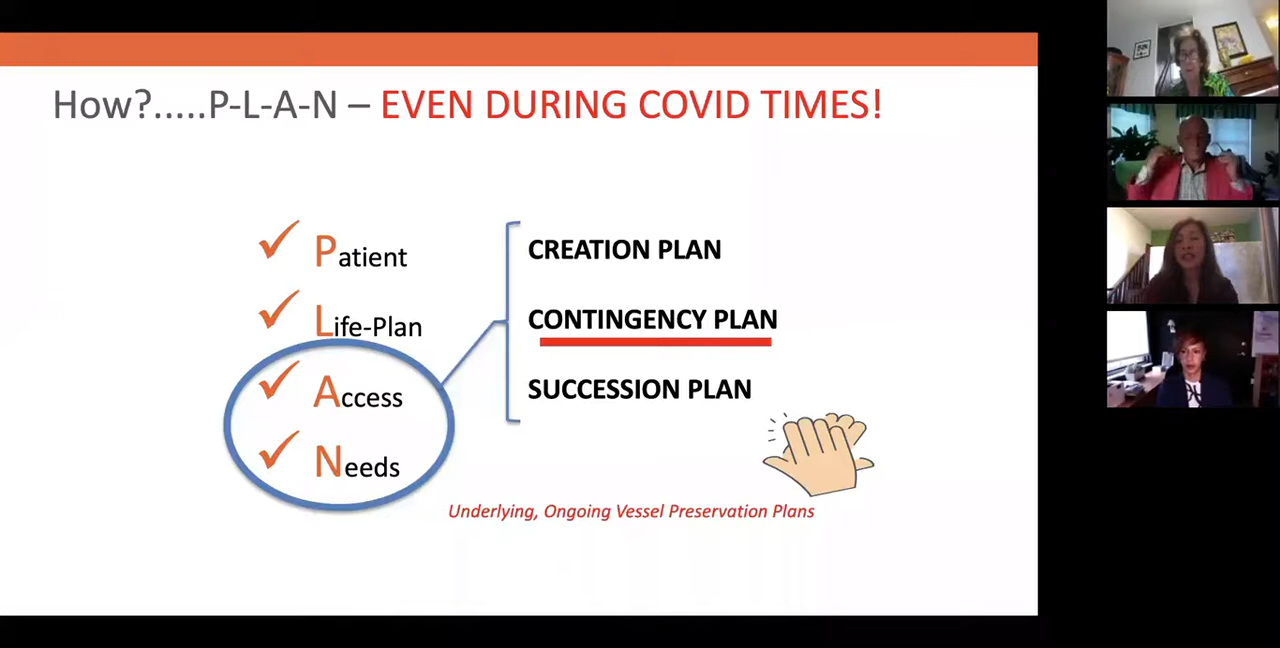 How?.....P-L-A-N – EVEN DURING COVID TIMES!
Patient
Life-Plan
Access
Needs
CREATION PLAN
CONTINGENCY PLAN
SUCCESSION PLAN
Underlying, Ongoing Vessel Preservation Plans